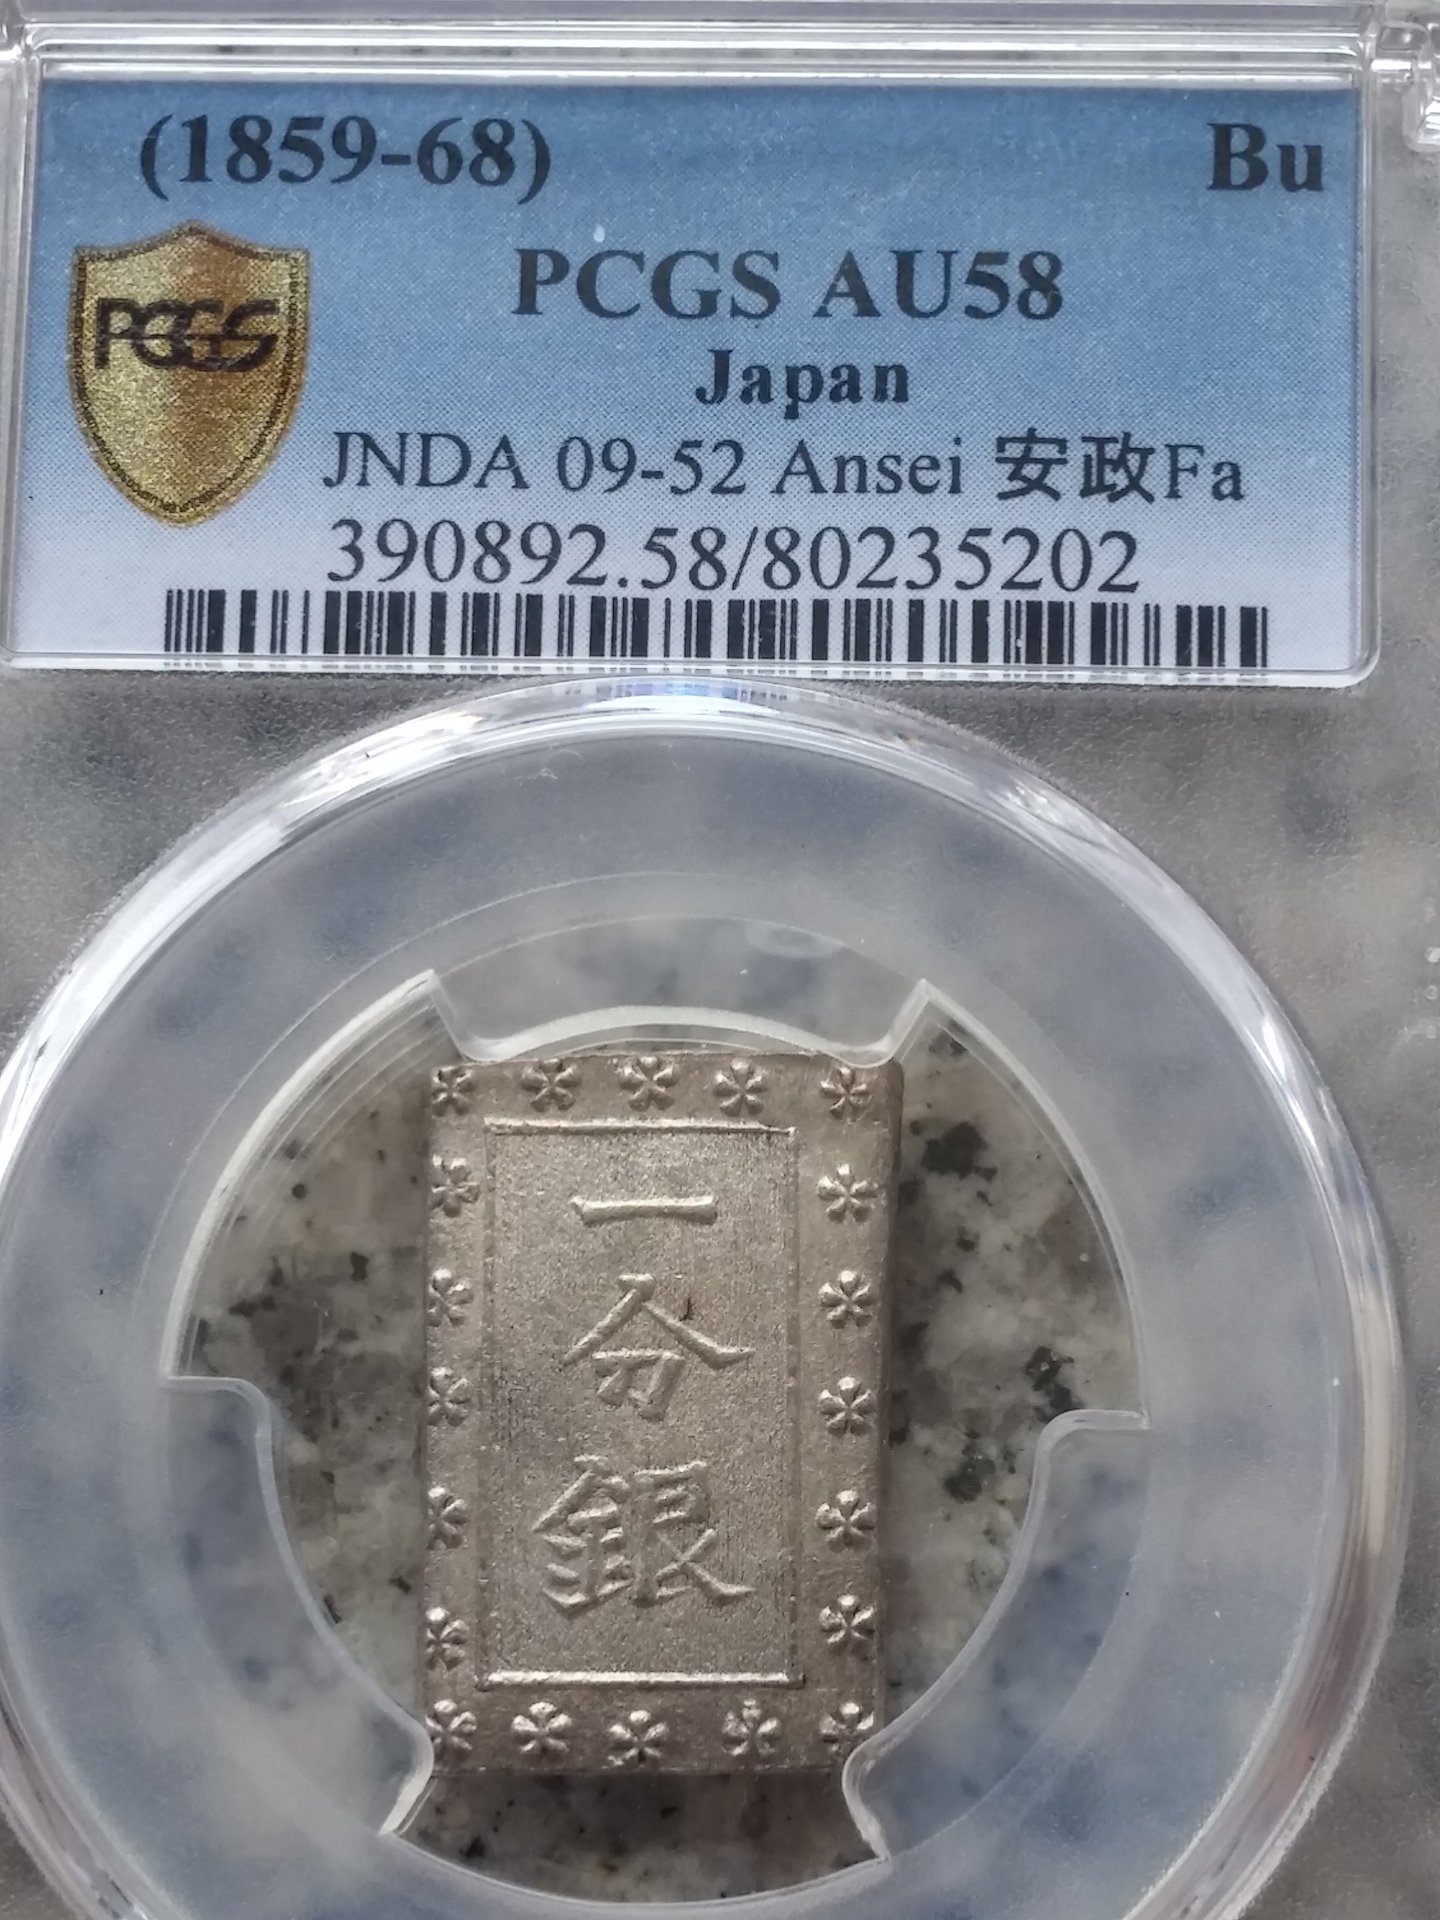 (1859-68) Bu
PCGS AU58
PCGS
Japan
JNDA 09-52 Ansei 安政Fa
390892.58/80235202
一
分
銀